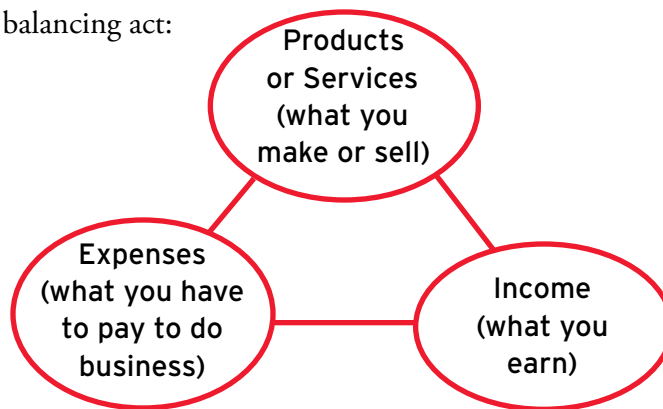 balancing act:
Products
or Services
(what you
make or sell)
Expenses
(what you have
to pay to do
business)
Income
(what you
earn)